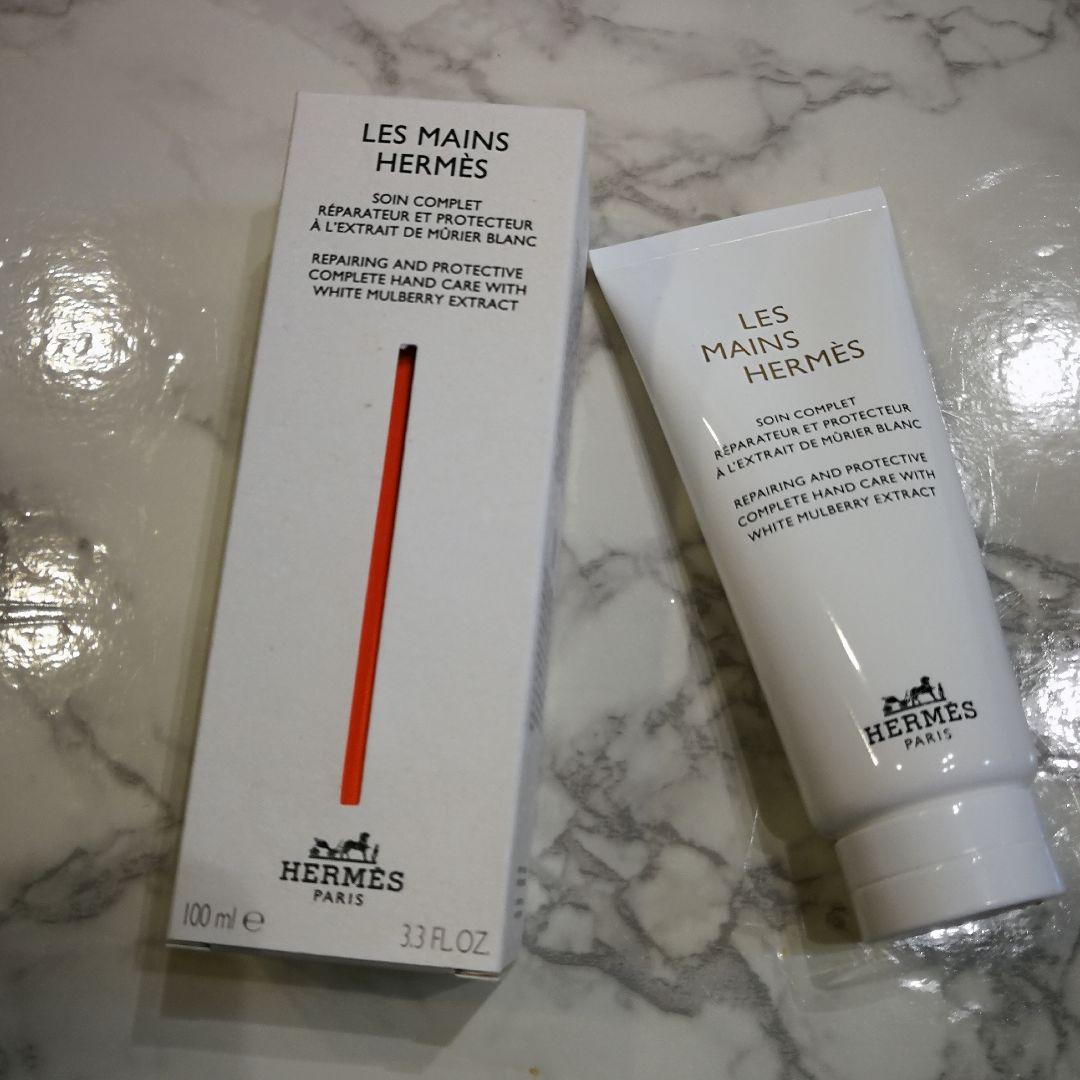 LES MAINS
HERMÈS
SOIN COMPLET
RÉPARATEUR ET PROTECTEUR
À L'EXTRAIT DE MÛRIER BLANC
REPAIRING AND PROTECTIVE
COMPLETE HAND CARE WITH
WHITE MULBERRY EXTRACT
HERMÈS
PARIS
100 ml ℮
3.3 FL OZ.
LES
MAINS
HERMÈS
SOIN COMPLET
RÉPARATEUR ET PROTECTEUR
À L'EXTRAIT DE MÛRIER BLANC
REPAIRING AND PROTECTIVE
COMPLETE HAND CARE WITH
WHITE MULBERRY EXTRACT
HERMÈS
PARIS